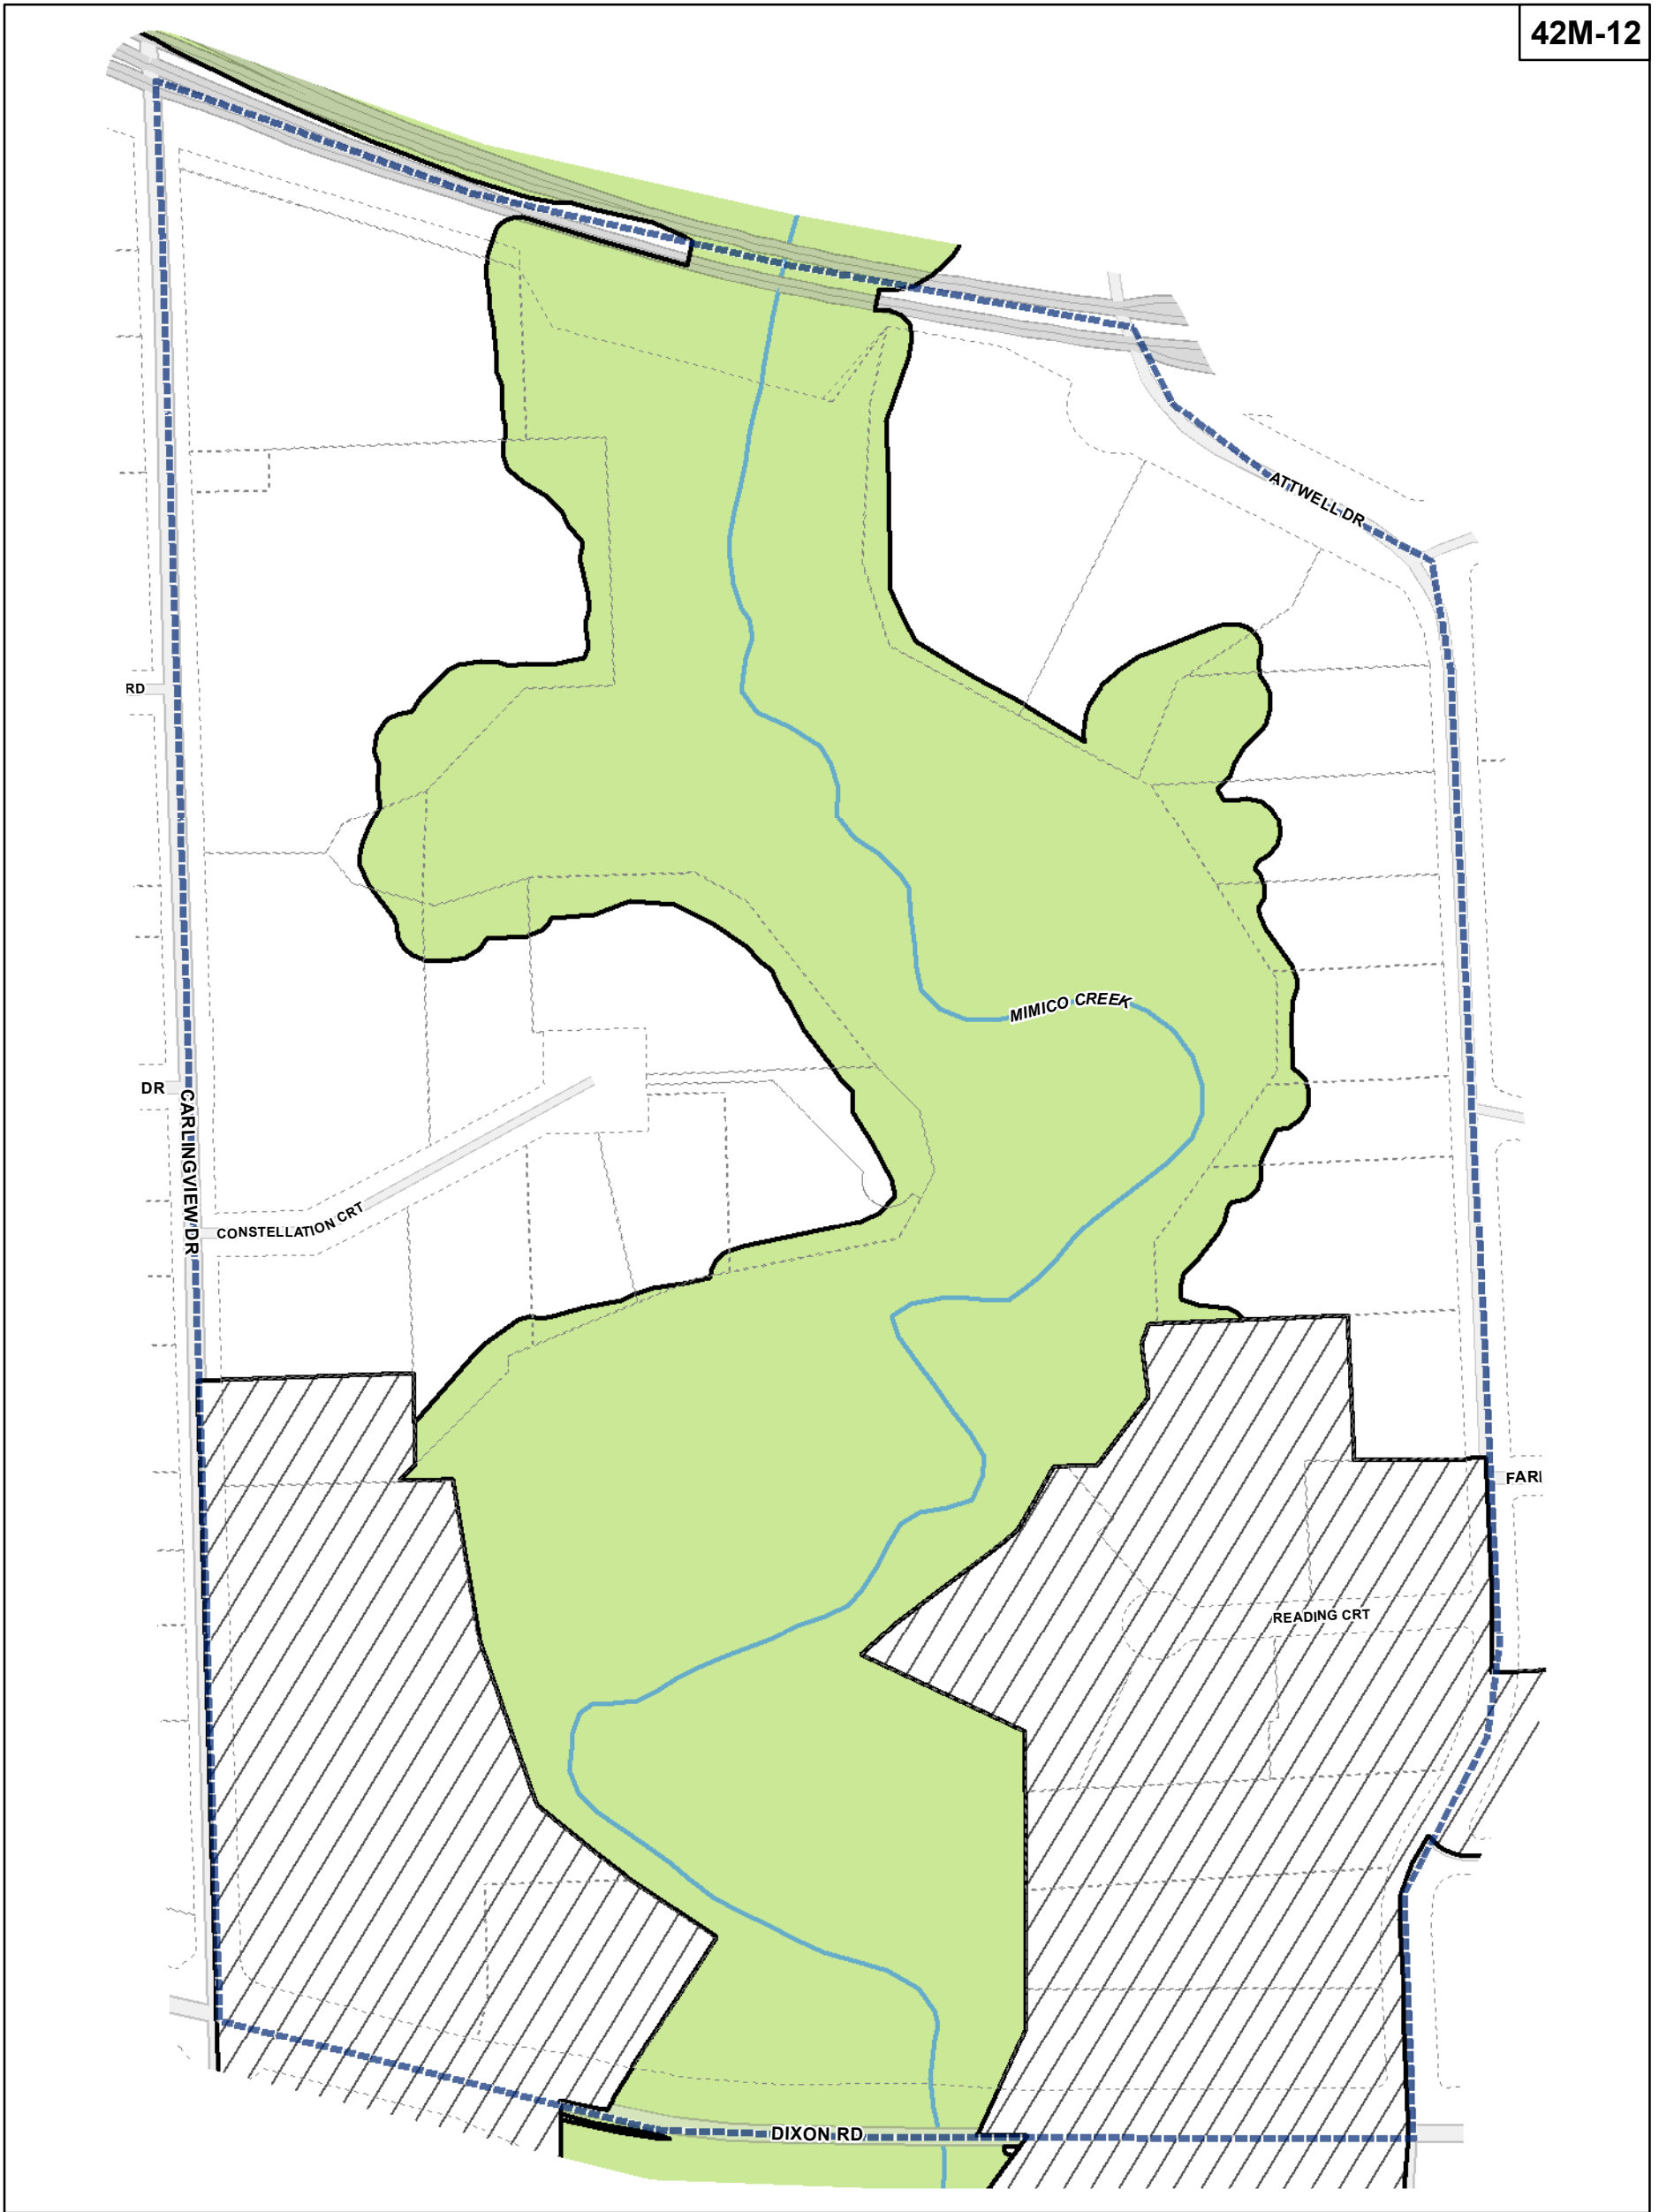 42M-12
ATTWELL DR
RD
MIMICO CREEK
DR
CARLINGVIEW DR
CONSTELLATION CRT
FARI
READING CRT
DIXON RD